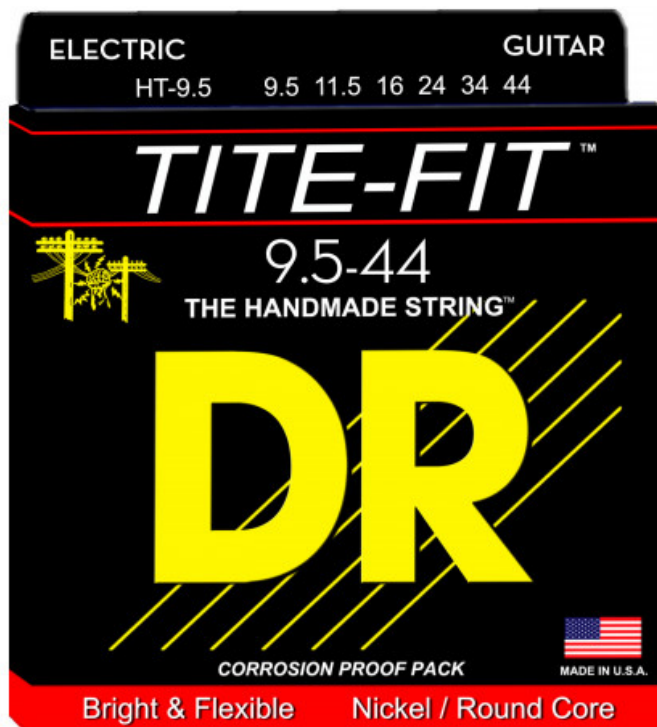 ELECTRIC GUITAR
HT-9.5 9.5 11.5 16 24 34 44
TITE-FIT™
9.5-44
THE HANDMADE STRING™
DR
CORROSION PROOF PACK
MADE IN U.S.A.
Bright & Flexible Nickel / Round Core